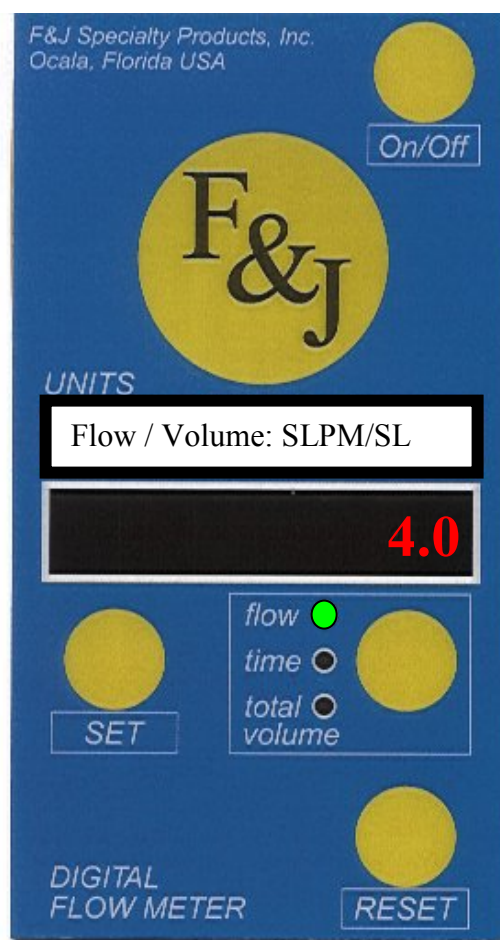 F&J Specialty Products, Inc.
Ocala, Florida USA
On/Off
F&J
UNITS
Flow / Volume: SLPM/SL
4.0
flow
time
total
volume
SET
DIGITAL
FLOW METER
RESET